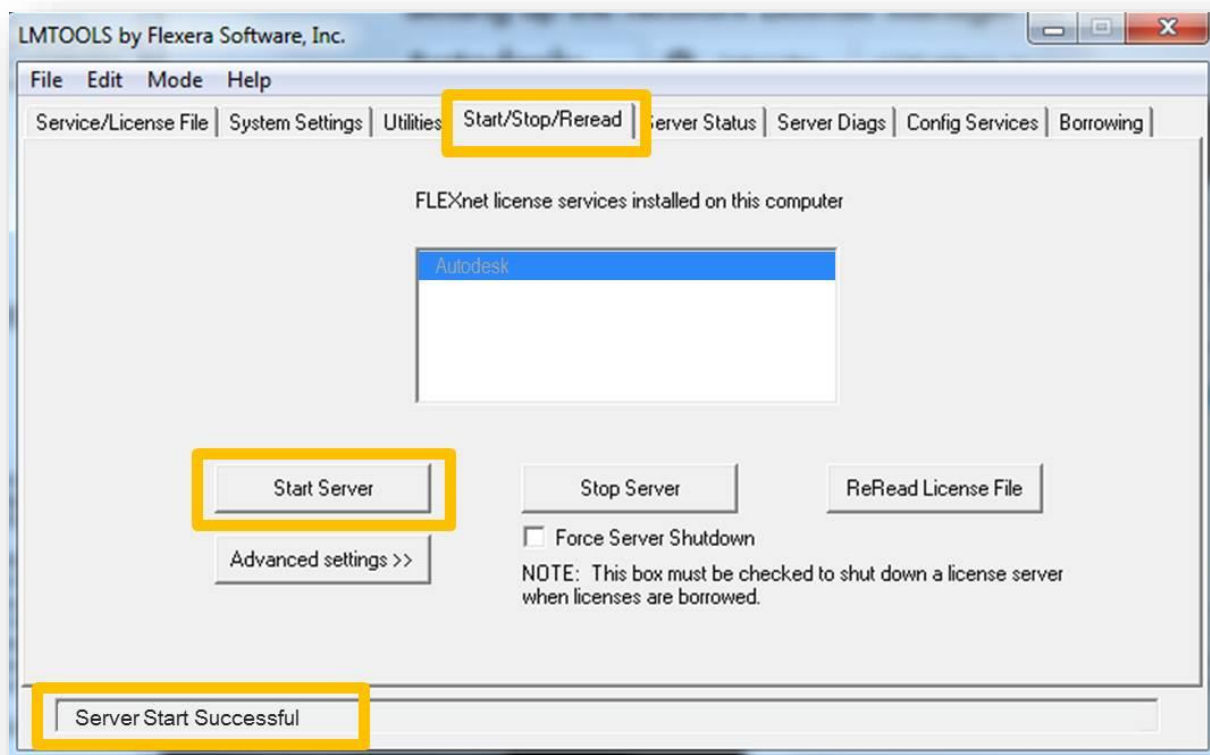 LMTOOLS by Flexera Software, Inc.
File Edit Mode Help
Service/License File System Settings Utilities Start/Stop/Reread Server Status Server Diags Config Services Borrowing
FLEXnet license services installed on this computer
Autodesk
Start Server Stop Server ReRead License File
Advanced settings >> Force Server Shutdown
NOTE: This box must be checked to shut down a license server
when licenses are borrowed.
Server Start Successful